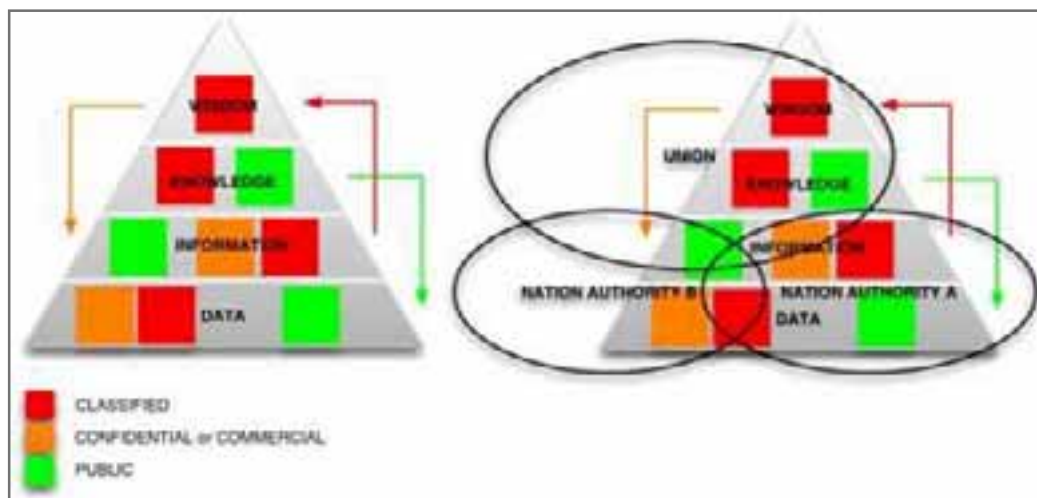 WISDOM
KNOWLEDGE
INFORMATION
DATA
CLASSIFIED
CONFIDENTIAL or COMMERCIAL
PUBLIC
WISDOM
UNION
KNOWLEDGE
INFORMATION
NATION AUTHORITY B
NATION AUTHORITY A
DATA